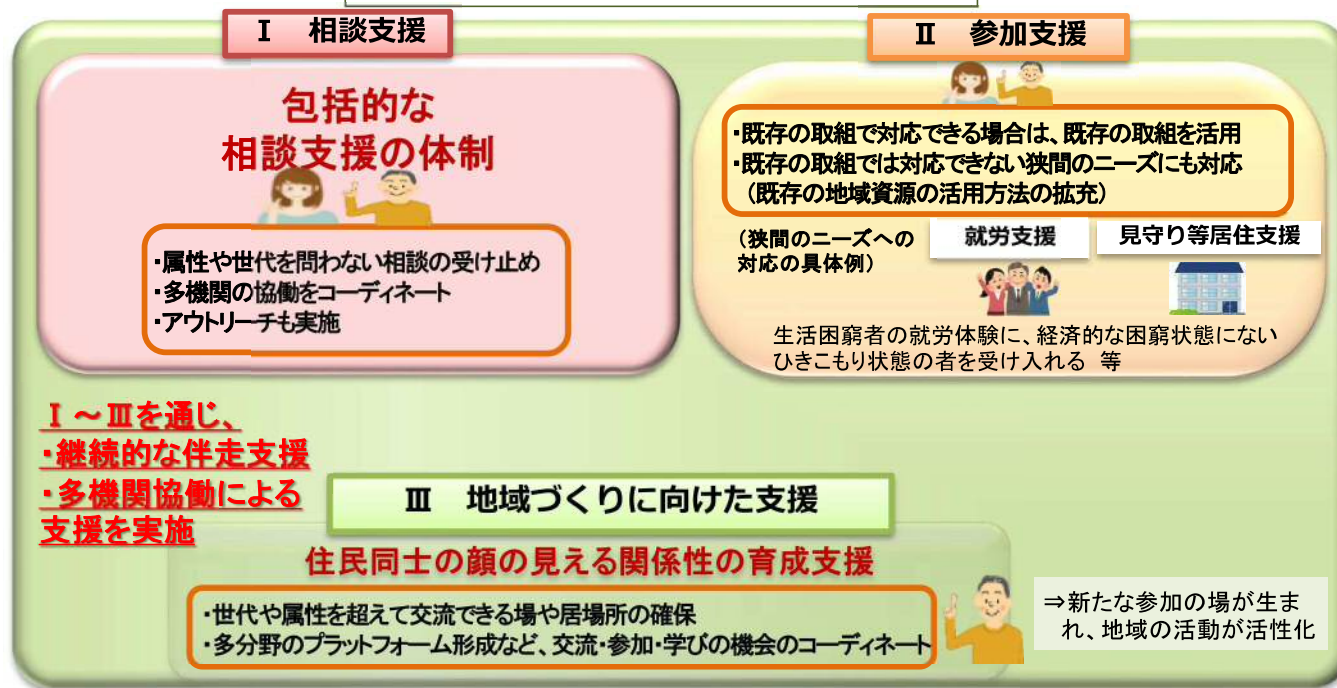 Ⅰ　相談支援
包括的な
相談支援の体制
・属性や世代を問わない相談の受け止め
・多機関の協働をコーディネート
・アウトリーチも実施
Ⅱ　参加支援
・既存の取組で対応できる場合は、既存の取組を活用
・既存の取組では対応できない狭間のニーズにも対応
（既存の地域資源の活用方法の拡充）
（狭間のニーズへの
対応の具体例）
就労支援
見守り等居住支援
生活困窮者の就労体験に、経済的な困窮状態にない
ひきこもり状態の者を受け入れる　等
Ⅰ～Ⅲを通じ、
・継続的な伴走支援
・多機関協働による
支援を実施
Ⅲ　地域づくりに向けた支援
住民同士の顔の見える関係性の育成支援
・世代や属性を超えて交流できる場や居場所の確保
・多分野のプラットフォーム形成など、交流・参加・学びの機会のコーディネート
⇒新たな参加の場が生ま
れ、地域の活動が活性化